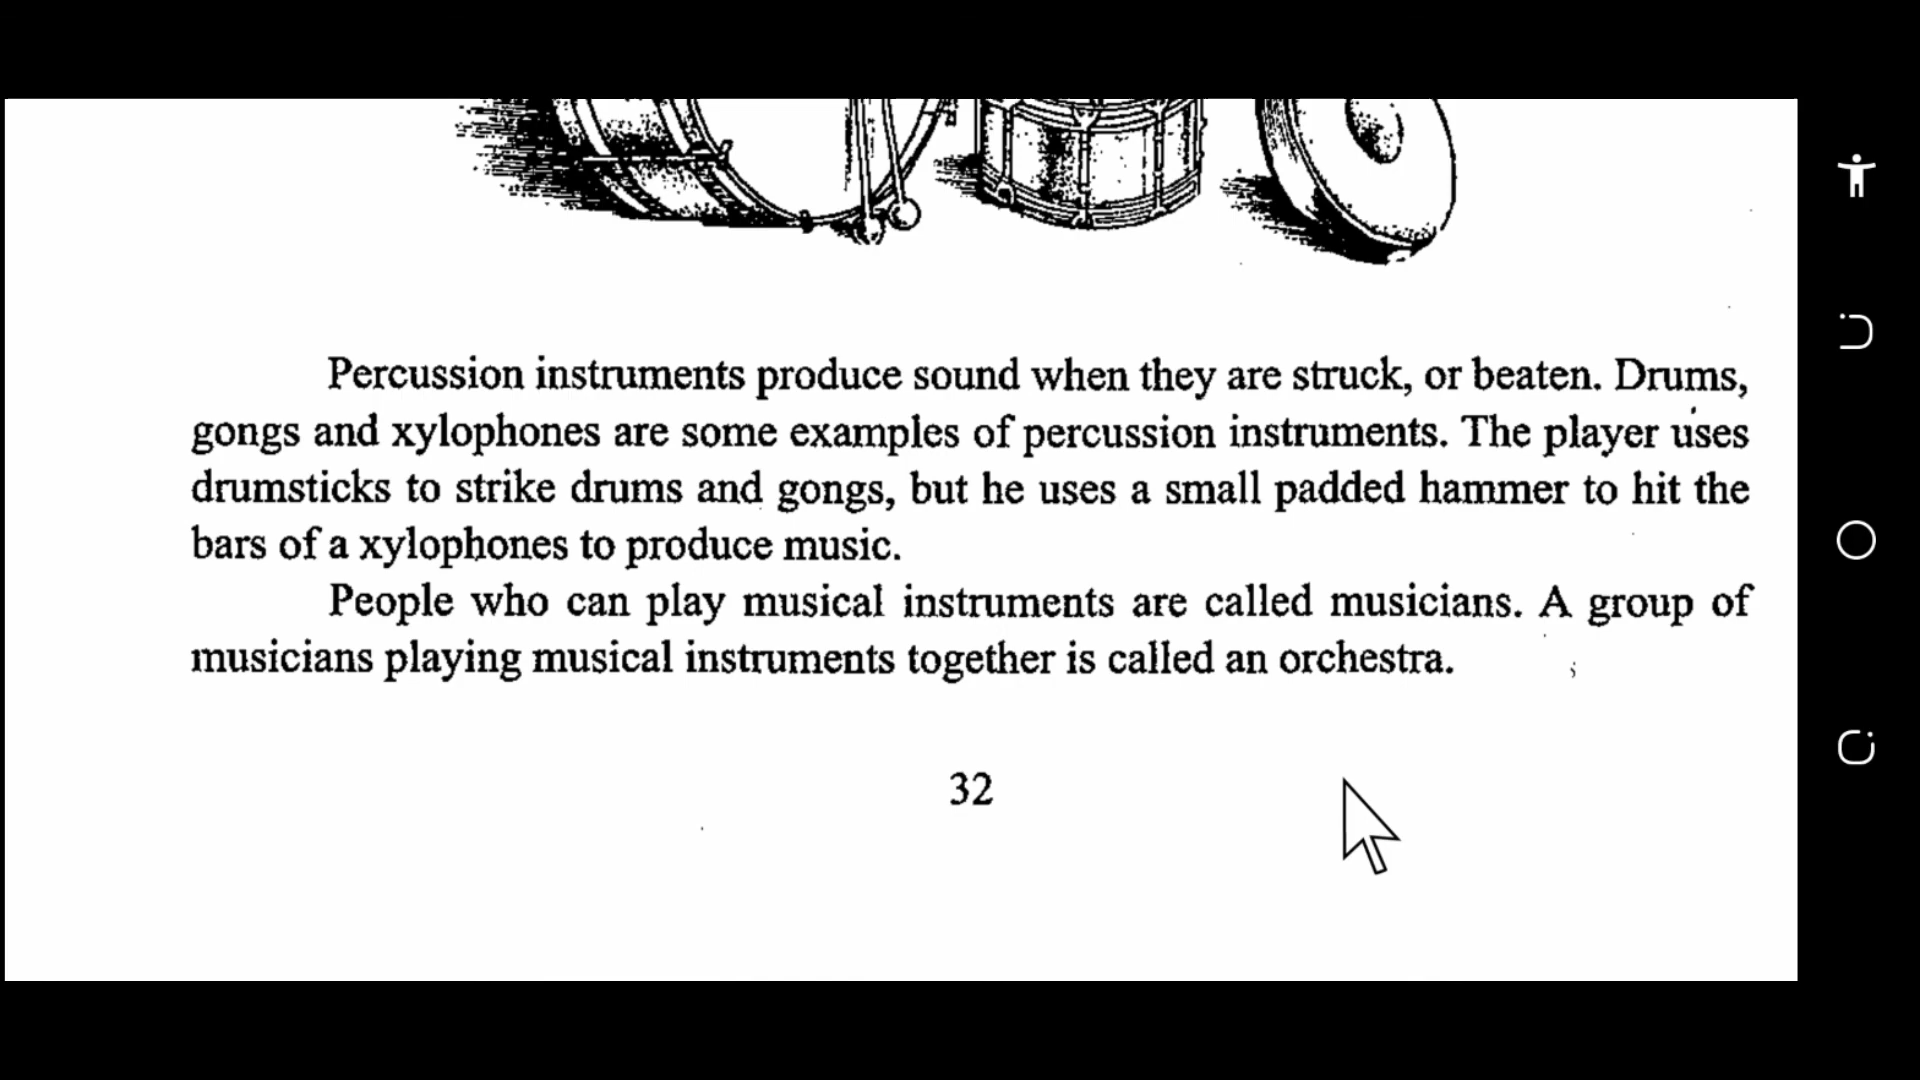 Percussion instruments produce sound when they are struck, or beaten. Drums,
gongs and xylophones are some examples of percussion instruments. The player uses
drumsticks to strike drums and gongs, but he uses a small padded hammer to hit the
bars of a xylophones to produce music.
People who can play musical instruments are called musicians. A group of
musicians playing musical instruments together is called an orchestra.
32